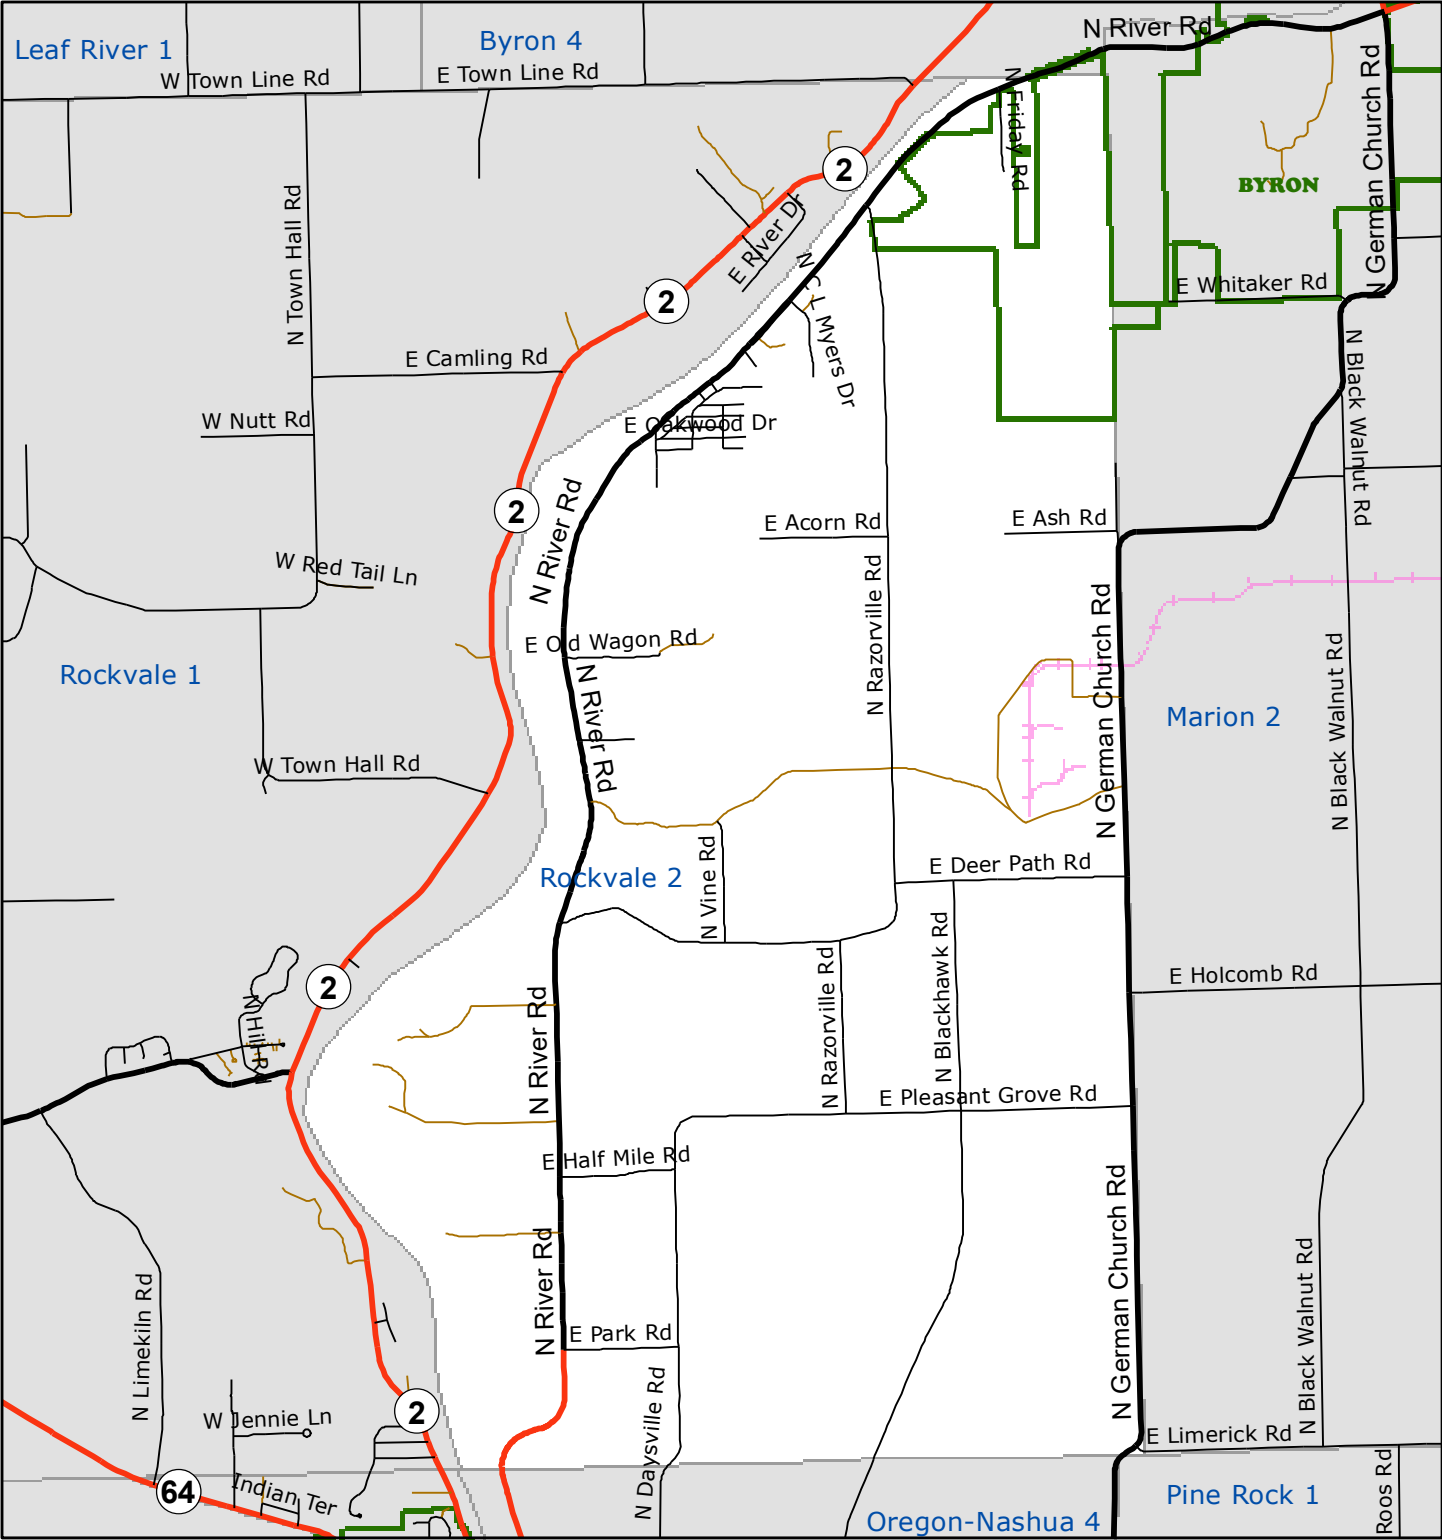 N River Rd
Leaf River 1
Byron 4
W Town Line Rd
E Town Line Rd
N Friday Rd
N German Church Rd
2
BYRON
N Town Hall Rd
E River Dr
N C L Myers Dr
E Whitaker Rd
2
E Camling Rd
N Black Walnut Rd
W Nutt Rd
E Oakwood Dr
2
N River Rd
E Acorn Rd
E Ash Rd
W Red Tail Ln
N Razorville Rd
N German Church Rd
E Old Wagon Rd
N Black Walnut Rd
Rockvale 1
N River Rd
Marion 2
W Town Hall Rd
Rockvale 2
N Vine Rd
E Deer Path Rd
N Razorville Rd
N Blackhawk Rd
E Holcomb Rd
2
N Hill Rd
N River Rd
E Pleasant Grove Rd
E Half Mile Rd
N German Church Rd
N River Rd
N Limekiln Rd
E Park Rd
N Black Walnut Rd
N Daysville Rd
2
W Jennie Ln
E Limerick Rd
64
Indian Ter
Pine Rock 1
Roos Rd
Oregon-Nashua 4